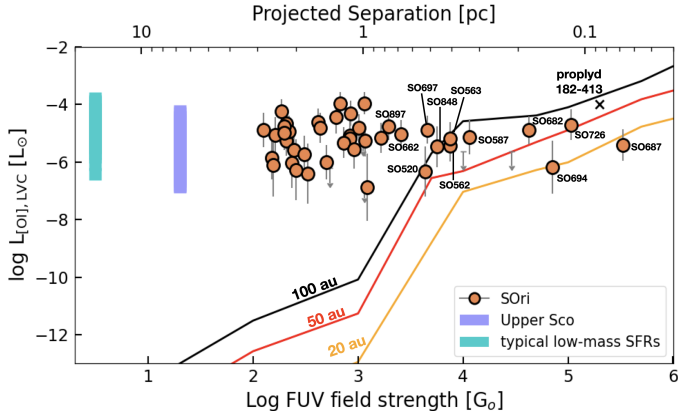 Projected Separation [pc]
10 1 0.1
−2
−4
−6
−8
−10
−12
log L[OI], LVC [L⊙]
proplyd
182-413
SO697
SO563
SO848
SO897
SO662
SO520
SO562
SO587
SO682
SO726
SO687
SO694
100 au
50 au
20 au
SOri
Upper Sco
typical low-mass SFRs
1 2 3 4 5 6
Log FUV field strength [Go]